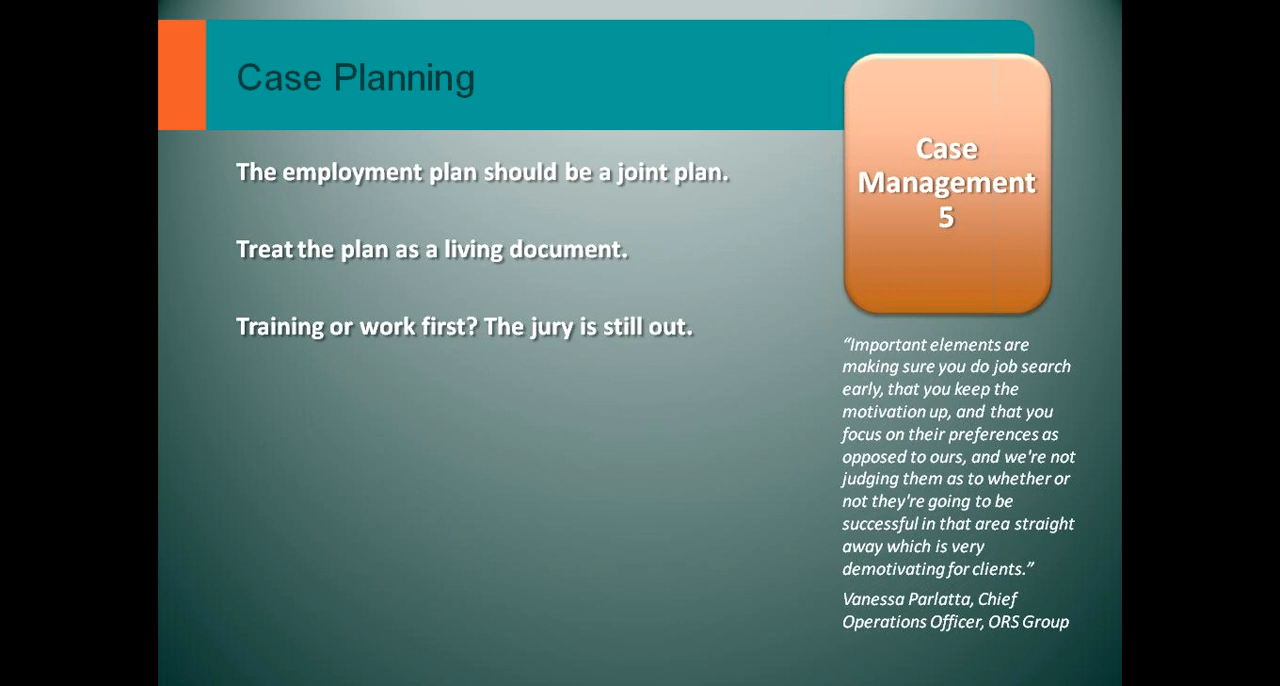 Case Planning
The employment plan should be a joint plan.
Treat the plan as a living document.
Training or work first? The jury is still out.
Case
Management
5
“Important elements are
making sure you do job search
early, that you keep the
motivation up, and that you
focus on their preferences as
opposed to ours, and we're not
judging them as to whether or
not they're going to be
successful in that area straight
away which is very
demotivating for clients.”
Vanessa Parlatta, Chief
Operations Officer, ORS Group